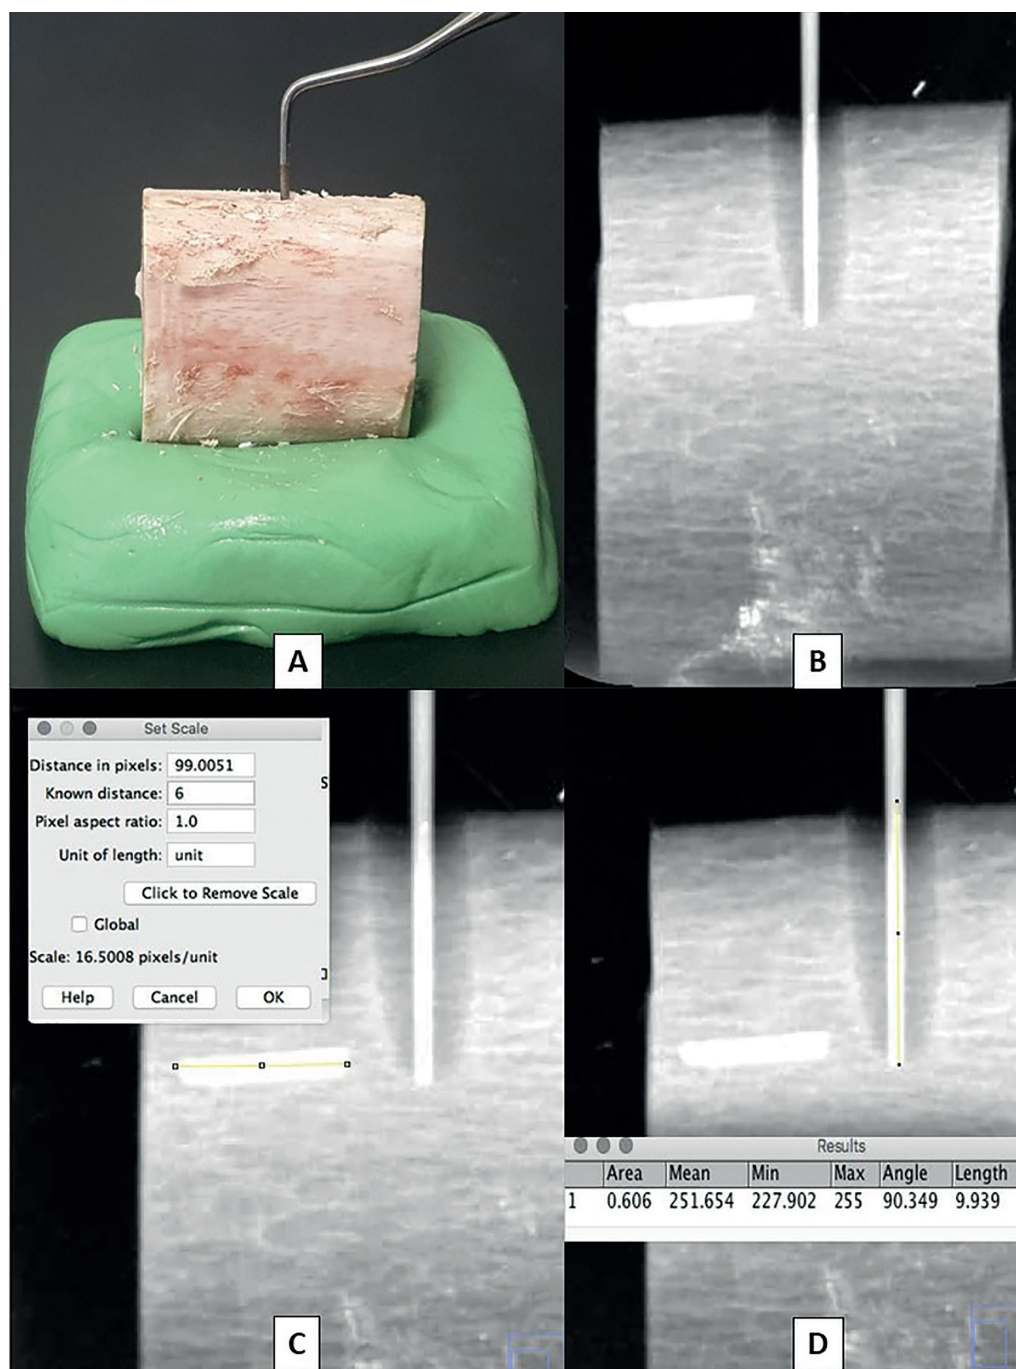 A
B
Set Scale
Distance in pixels: 99.0051
Known distance: 6
Pixel aspect ratio: 1.0
Unit of length: unit
Click to Remove Scale
Global
Scale: 16.5008 pixels/unit
Help Cancel OK
C
Results
Area Mean Min Max Angle Length
1 0.606 251.654 227.902 255 90.349 9.939
D